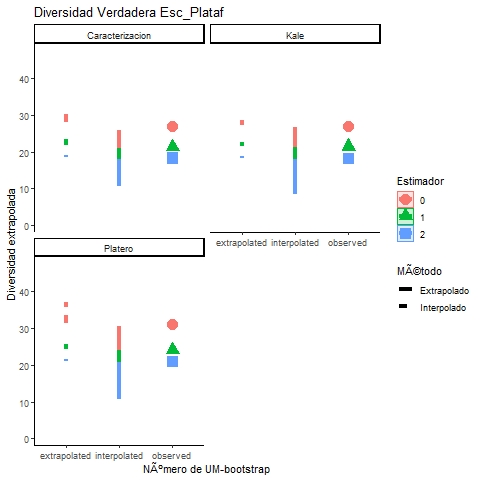 Diversidad Verdadera Esc_Plataf
Caracterizacion
Kale
40
30
20
10
0
extrapolated interpolated observed
Platero
40
30
20
10
0
extrapolated interpolated observed
Diversidad extrapolada
NÃºmero de UM-bootstrap
Estimador
0
1
2
MÃ©todo
Extrapolado
Interpolado